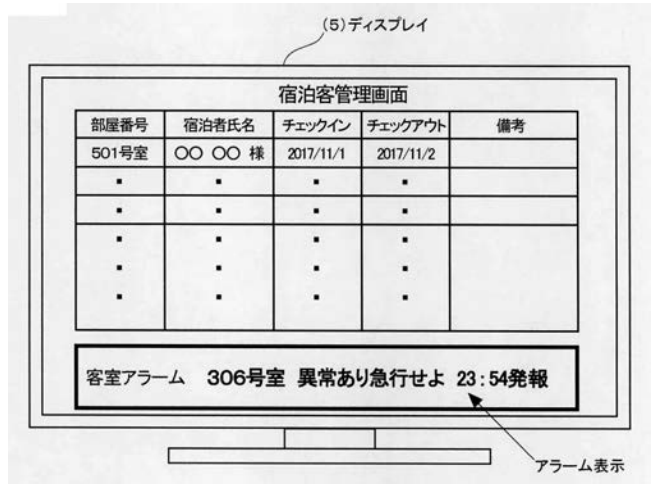 (5)ディスプレイ
宿泊客管理画面
部屋番号 宿泊者氏名 チェックイン チェックアウト 備考
501号室 〇〇 〇〇 様 2017/11/1 2017/11/2
客室アラーム 306号室 異常あり急行せよ 23:54発報
アラーム表示